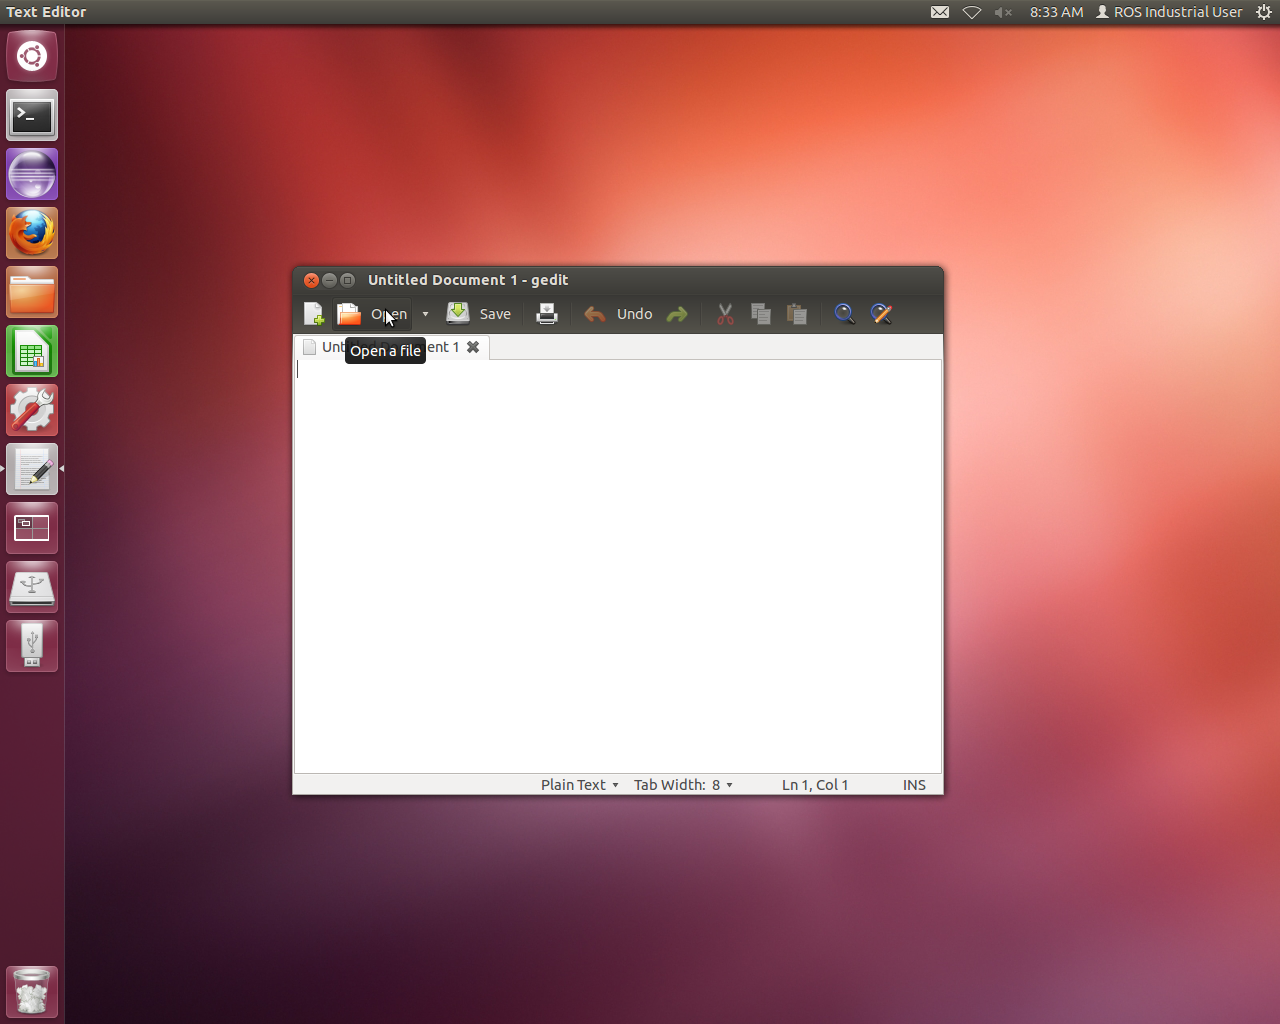 Text Editor
8:33 AM ROS Industrial User
>_
Untitled Document 1 - gedit
Open Save Undo
ment 1
Open a file
Plain Text Tab Width: 8 Ln 1, Col 1 INS